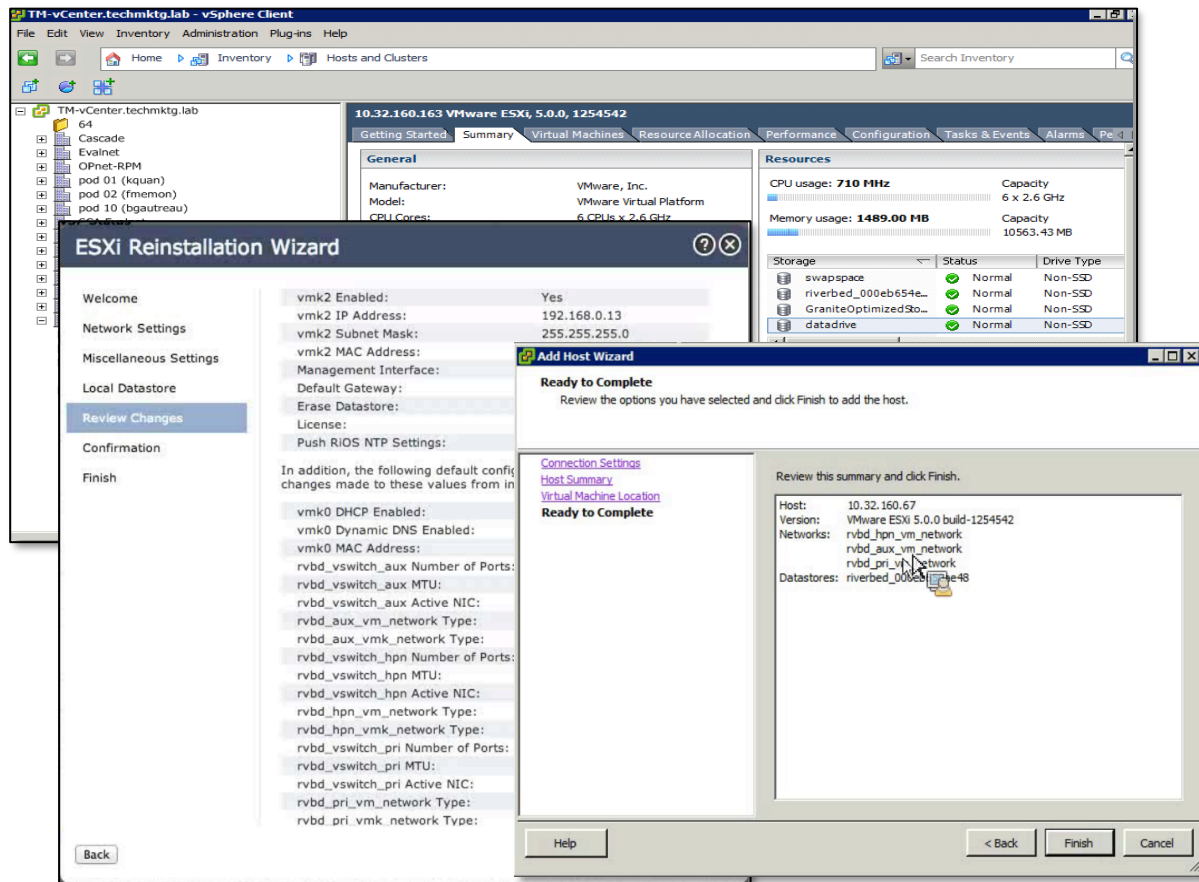 TM-vCenter.techmktg.lab - vSphere Client
File Edit View Inventory Administration Plug-ins Help
Home Inventory Hosts and Clusters
Search Inventory
TM-vCenter.techmktg.lab
64
Cascade
Evalnet
OPnet-RPM
pod 01 (kquan)
pod 02 (fmemon)
pod 10 (bgautreau)
10.32.160.163 VMware ESXi, 5.0.0, 1254542
Getting Started Summary Virtual Machines Resource Allocation Performance Configuration Tasks & Events Alarms Pe
General
Manufacturer: VMware, Inc.
Model: VMware Virtual Platform
CPU Cores: 6 CPUs x 2.6 GHz
Resources
CPU usage: 710 MHz Capacity
6 x 2.6 GHz
Memory usage: 1489.00 MB Capacity
10563.43 MB
Storage Status Drive Type
swapspace Normal Non-SSD
riverbed_000eb654e... Normal Non-SSD
GraniteOptimizedSto... Normal Non-SSD
datadrive Normal Non-SSD
ESXi Reinstallation Wizard
Welcome
Network Settings
Miscellaneous Settings
Local Datastore
Review Changes
Confirmation
Finish
vmk2 Enabled: Yes
vmk2 IP Address: 192.168.0.13
vmk2 Subnet Mask: 255.255.255.0
vmk2 MAC Address:
Management Interface:
Default Gateway:
Erase Datastore:
License:
Push RiOS NTP Settings:
In addition, the following default config
changes made to these values from in
vmk0 DHCP Enabled:
vmk0 Dynamic DNS Enabled:
vmk0 MAC Address:
rvbd_vswitch_aux Number of Ports:
rvbd_vswitch_aux MTU:
rvbd_vswitch_aux Active NIC:
rvbd_aux_vm_network Type:
rvbd_aux_vmk_network Type:
rvbd_vswitch_hpn Number of Ports:
rvbd_vswitch_hpn MTU:
rvbd_vswitch_hpn Active NIC:
rvbd_hpn_vm_network Type:
rvbd_hpn_vmk_network Type:
rvbd_vswitch_pri Number of Ports:
rvbd_vswitch_pri MTU:
rvbd_vswitch_pri Active NIC:
rvbd_pri_vm_network Type:
rvbd_pri_vmk_network Type:
Back
Add Host Wizard
Ready to Complete
Review the options you have selected and click Finish to add the host.
Connection Settings
Host Summary
Virtual Machine Location
Ready to Complete
Review this summary and click Finish.
Host: 10.32.160.67
Version: VMware ESXi 5.0.0 build-1254542
Networks: rvbd_hpn_vm_network
rvbd_aux_vm_network
rvbd_pri_vm_network
Datastores:
Help < Back Finish Cancel